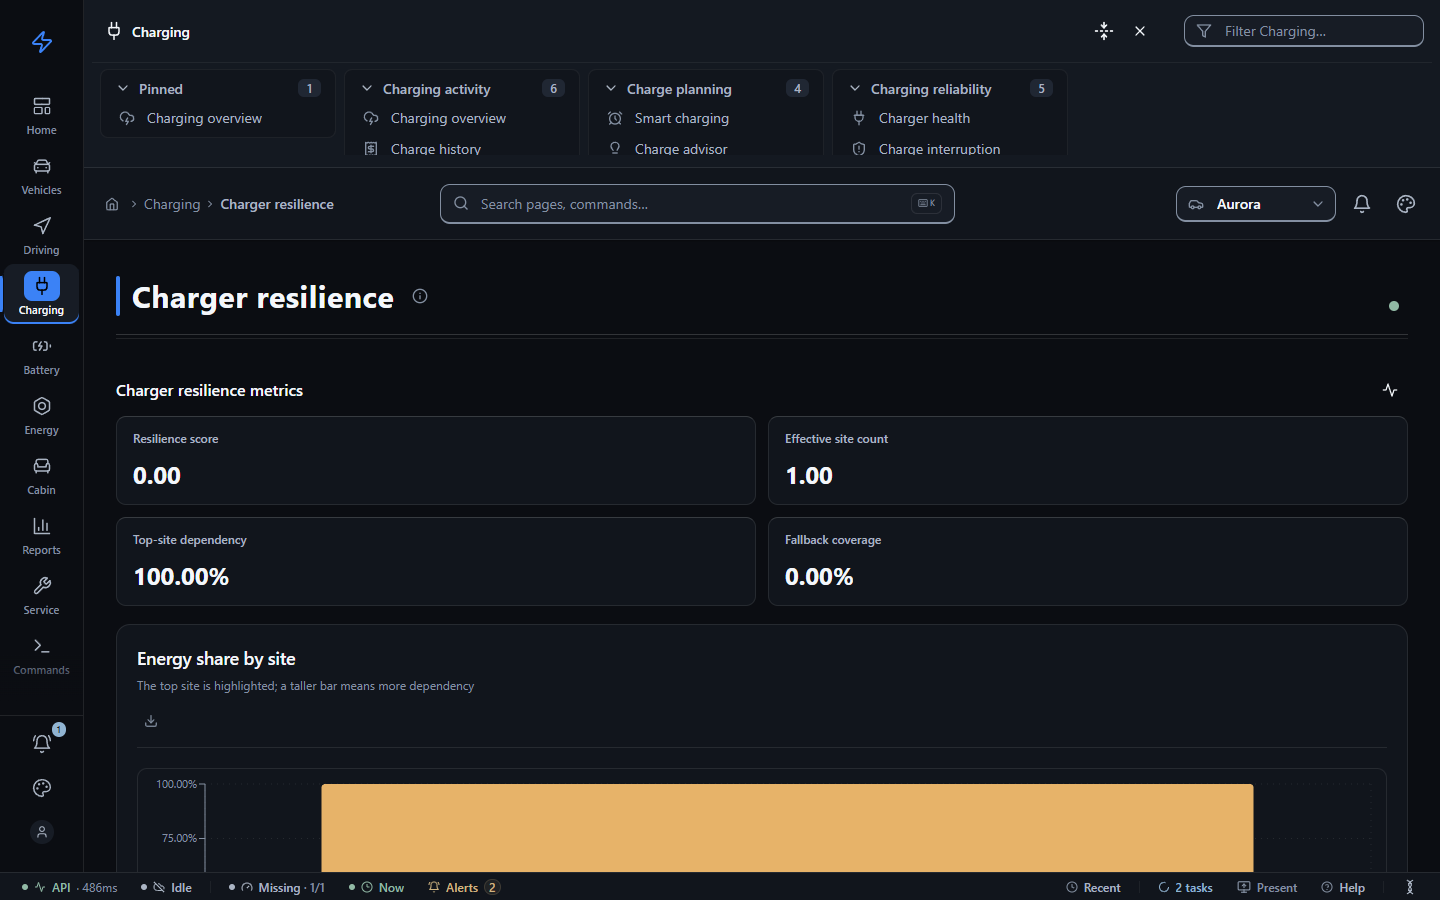 Charging
Filter Charging...
Pinned 1
Charging overview
Charging activity 6
Charging overview
Charge history
Charge planning 4
Smart charging
Charge advisor
Charging reliability 5
Charger health
Charge interruption
Home
Vehicles
Driving
Charging
Battery
Energy
Cabin
Reports
Service
Commands
1
Charging > Charger resilience
Search pages, commands...
K
Aurora
Charger resilience
Charger resilience metrics
Resilience score
0.00
Effective site count
1.00
Top-site dependency
100.00%
Fallback coverage
0.00%
Energy share by site
The top site is highlighted; a taller bar means more dependency
100.00%
75.00%
API · 486ms
Idle
Missing · 1/1
Now
Alerts 2
Recent
2 tasks
Present
Help